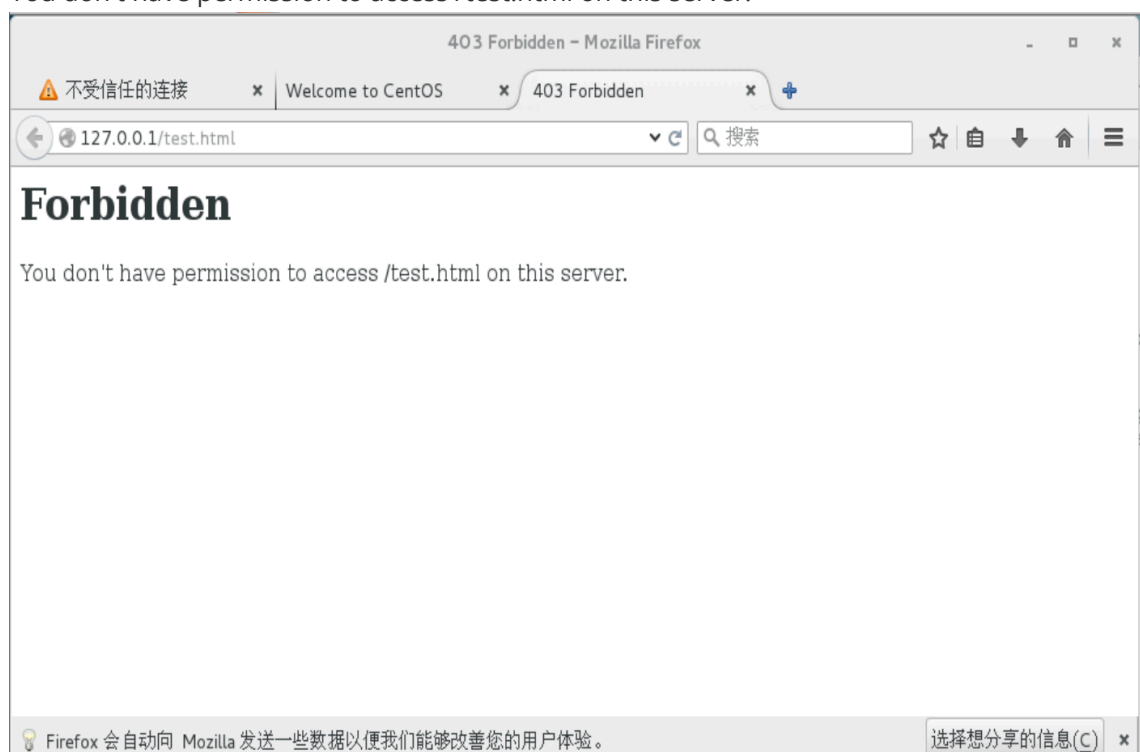 You don't have permission to access /test.html on this server.
403 Forbidden – Mozilla Firefox
不受信任的连接
Welcome to CentOS
403 Forbidden
127.0.0.1/test.html
搜索
Forbidden
You don't have permission to access /test.html on this server.
Firefox 会自动向 Mozilla 发送一些数据以便我们能够改善您的用户体验。
选择想分享的信息(C)